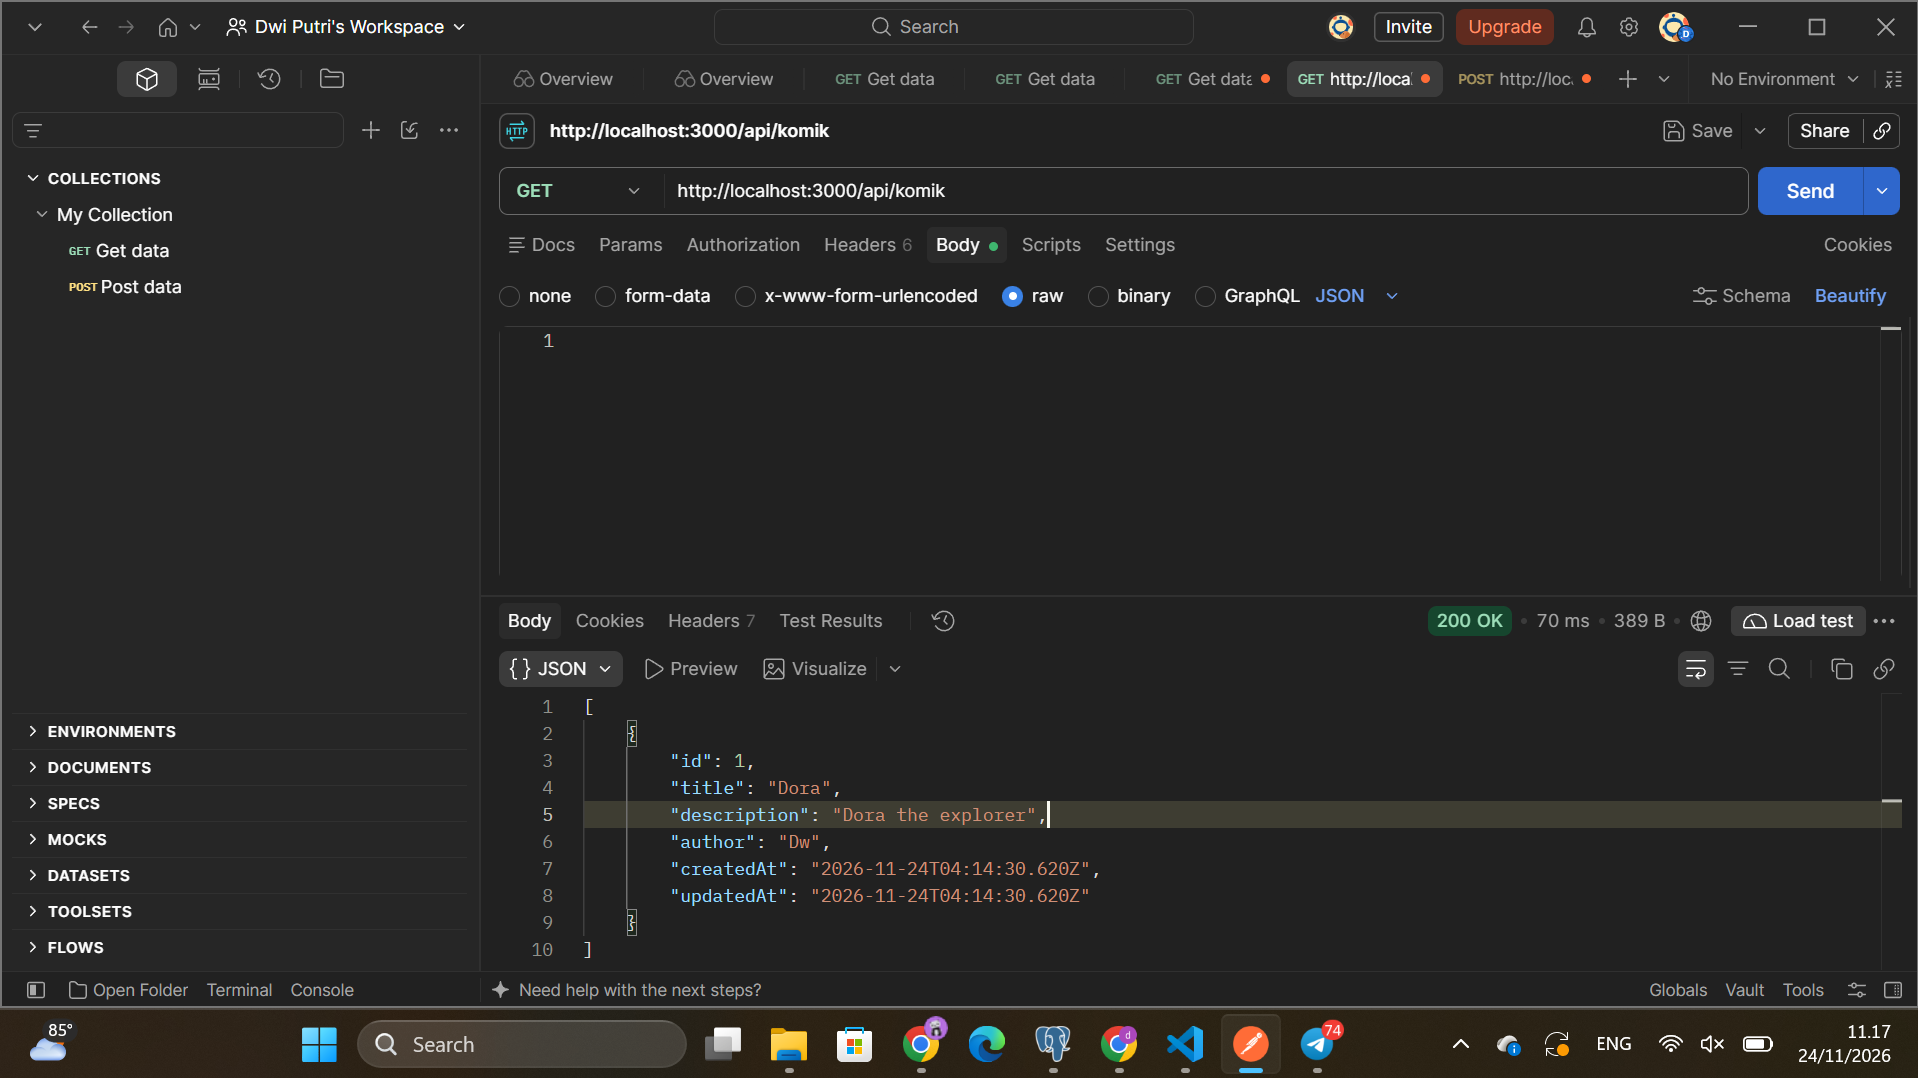 Dwi Putri's Workspace
Search
Invite
Upgrade
D
Overview
Overview
GET Get data
GET Get data
GET Get data
GET http://local
POST http://loc
No Environment
HTTP http://localhost:3000/api/komik
Save
Share
COLLECTIONS
My Collection
GET Get data
POST Post data
GET http://localhost:3000/api/komik
Send
Docs Params Authorization Headers 6 Body Scripts Settings
Cookies
none form-data x-www-form-urlencoded raw binary GraphQL JSON
Schema Beautify
1
ENVIRONMENTS
DOCUMENTS
SPECS
MOCKS
DATASETS
TOOLSETS
FLOWS
Body Cookies Headers 7 Test Results
200 OK • 70 ms • 389 B •
Load test
{} JSON Preview Visualize
1 [
2 {
3 "id": 1,
4 "title": "Dora",
5 "description": "Dora the explorer",
6 "author": "Dw",
7 "createdAt": "2026-11-24T04:14:30.620Z",
8 "updatedAt": "2026-11-24T04:14:30.620Z"
9 }
10 ]
Open Folder Terminal Console
Need help with the next steps?
Globals Vault Tools
85°
Search
d
74
ENG
11.17
24/11/2026